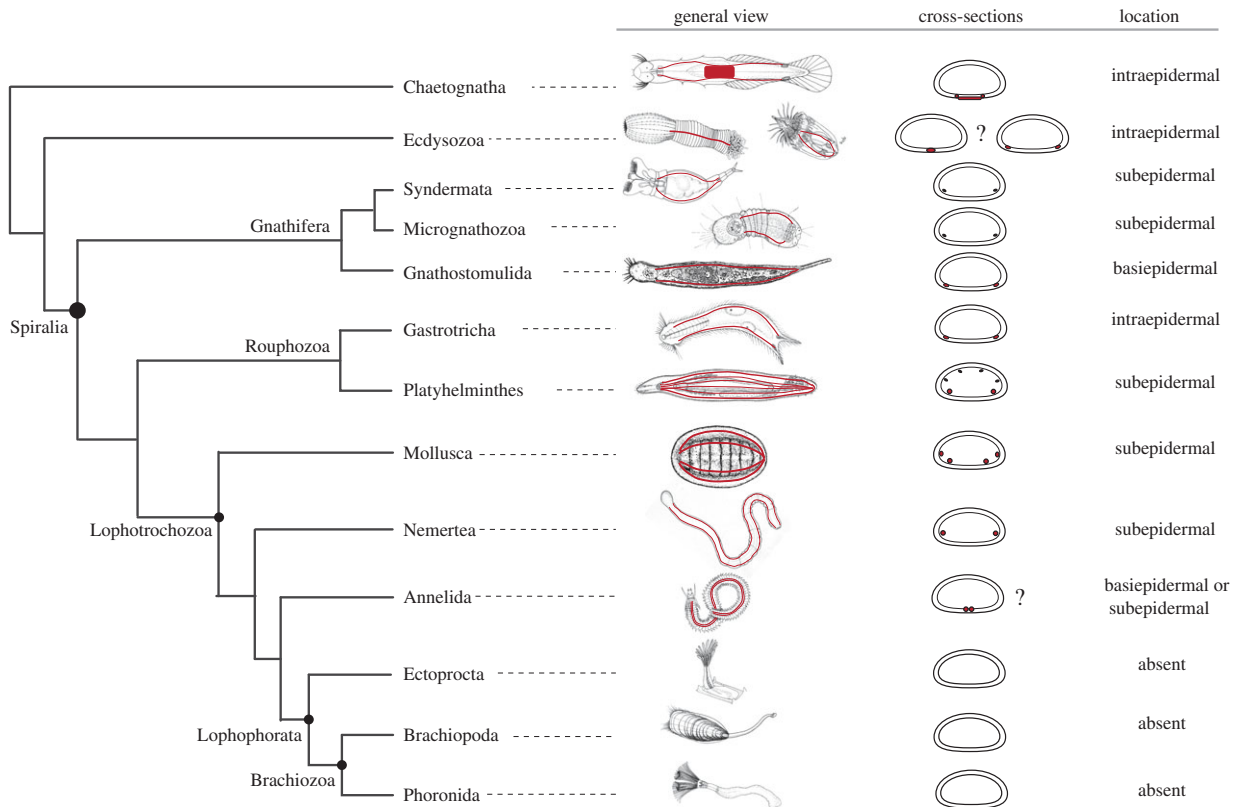 general view cross-sections location
Chaetognatha intraepidermal
Ecdysozoa ? intraepidermal
Syndermata subepidermal
Gnathifera
Micrognathozoa subepidermal
Gnathostomulida basiepidermal
Spiralia
Gastrotricha intraepidermal
Rouphozoa
Platyhelminthes subepidermal
Mollusca subepidermal
Lophotrochozoa
Nemertea subepidermal
Annelida ? basiepidermal or
subepidermal
Ectoprocta absent
Lophophorata
Brachiopoda absent
Brachiozoa
Phoronida absent